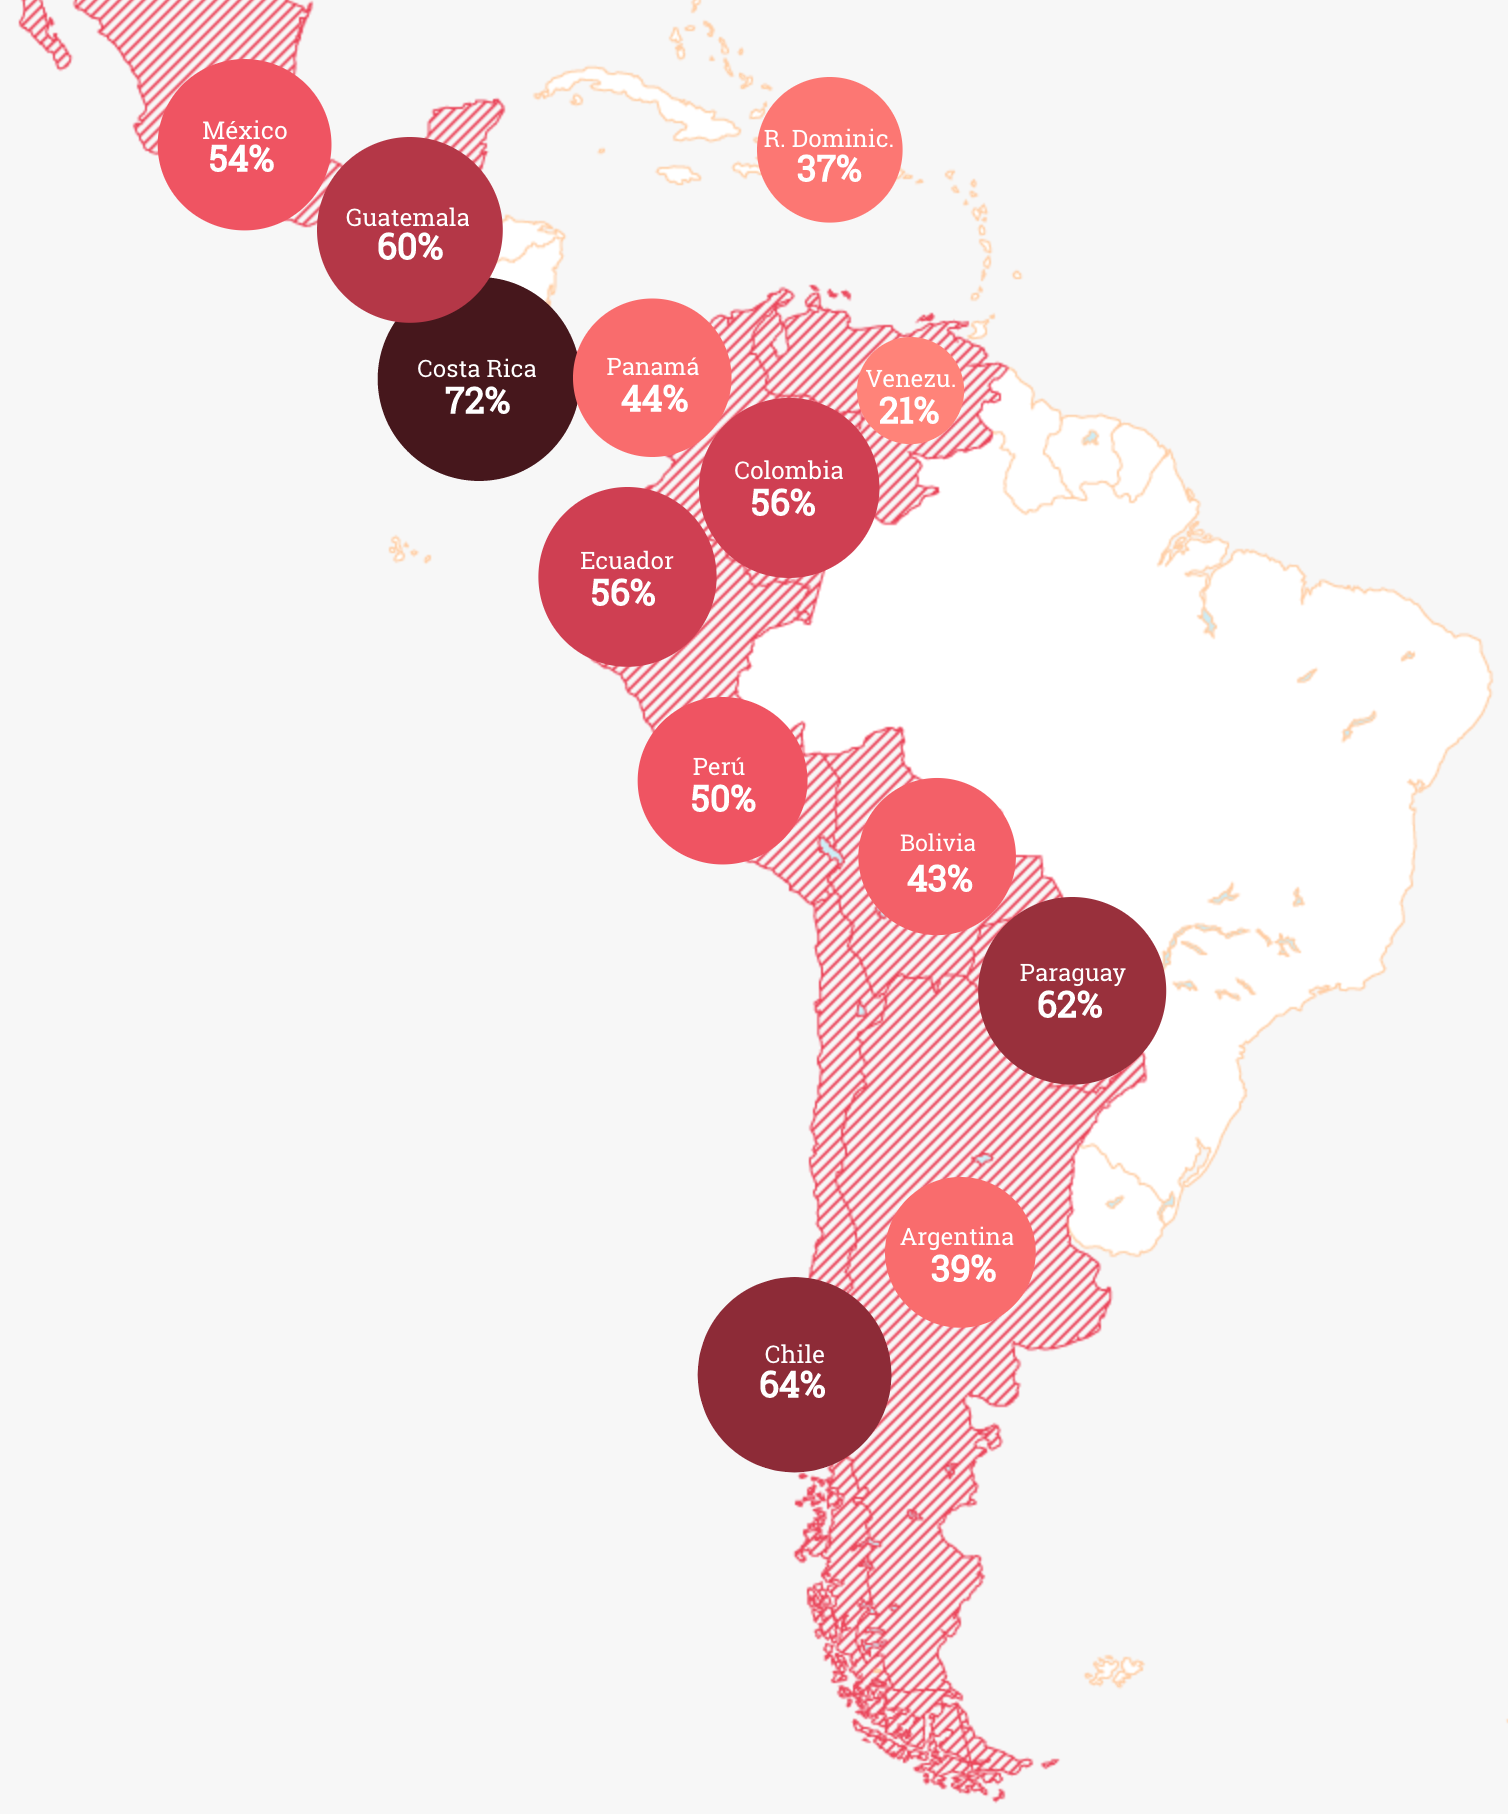 México
54%
R. Dominic.
37%
Guatemala
60%
Costa Rica
72%
Panamá
44%
Venezu.
21%
Colombia
56%
Ecuador
56%
Perú
50%
Bolivia
43%
Paraguay
62%
Argentina
39%
Chile
64%